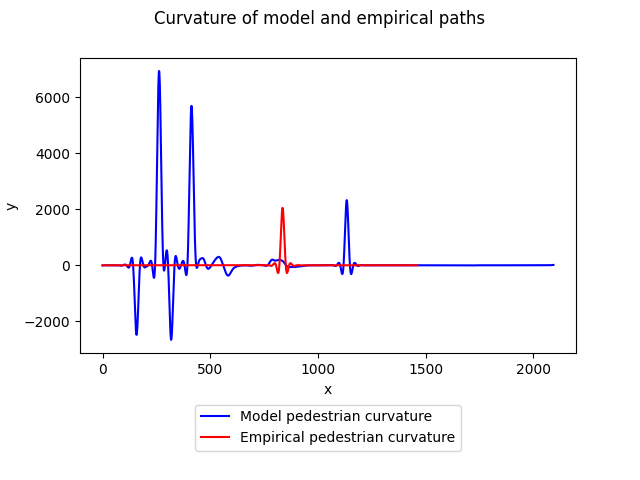 Curvature of model and empirical paths
6000
4000
2000
0
−2000
y
0 500 1000 1500 2000
x
Model pedestrian curvature
Empirical pedestrian curvature